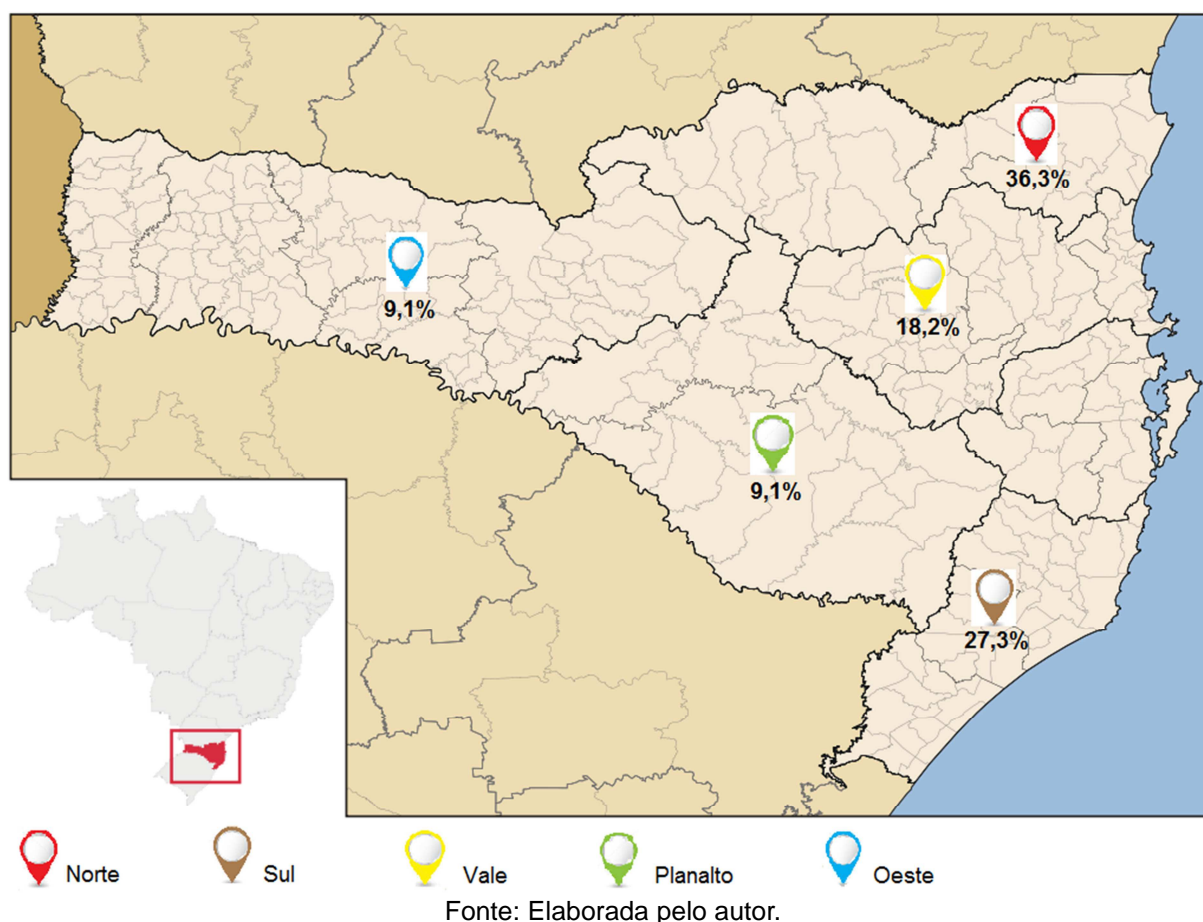 36,3%
9,1%
18,2%
9,1%
27,3%
Norte Sul Vale Planalto Oeste
Fonte: Elaborada pelo autor.